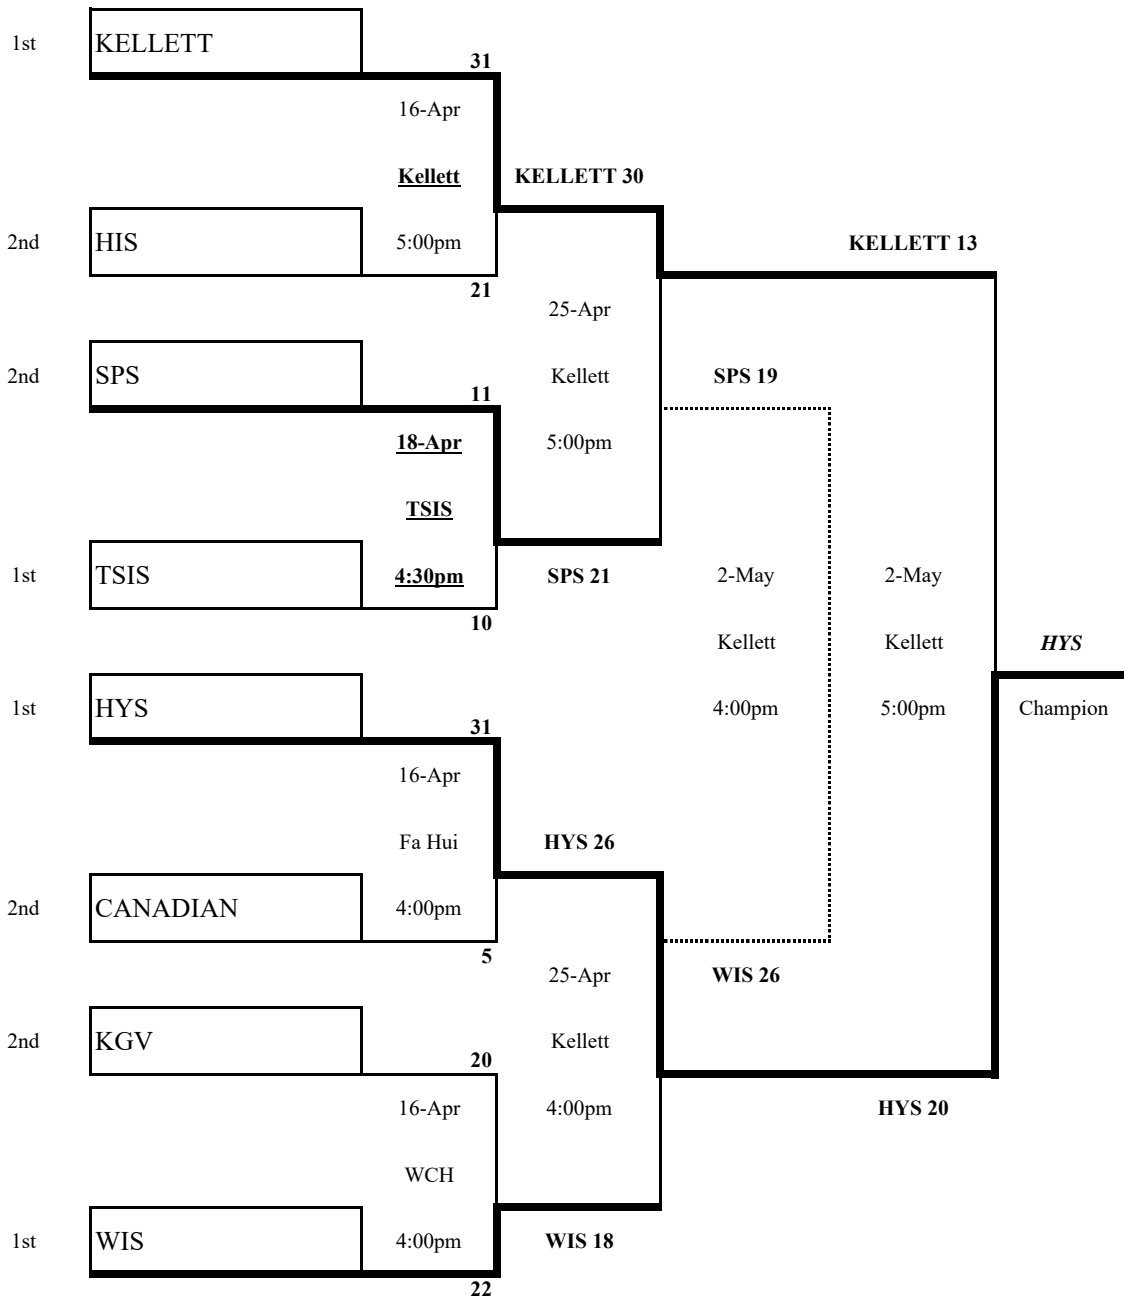 1st
KELLETT
31
16-Apr
Kellett
KELLETT 30
2nd
HIS
5:00pm
KELLETT 13
21
25-Apr
2nd
SPS
Kellett
SPS 19
11
18-Apr
5:00pm
TSIS
1st
TSIS
4:30pm
SPS 21
2-May
2-May
10
Kellett
Kellett
HYS
1st
HYS
4:00pm
5:00pm
Champion
31
16-Apr
Fa Hui
HYS 26
2nd
CANADIAN
4:00pm
5
25-Apr
WIS 26
2nd
KGV
Kellett
20
16-Apr
4:00pm
HYS 20
WCH
1st
WIS
4:00pm
WIS 18
22